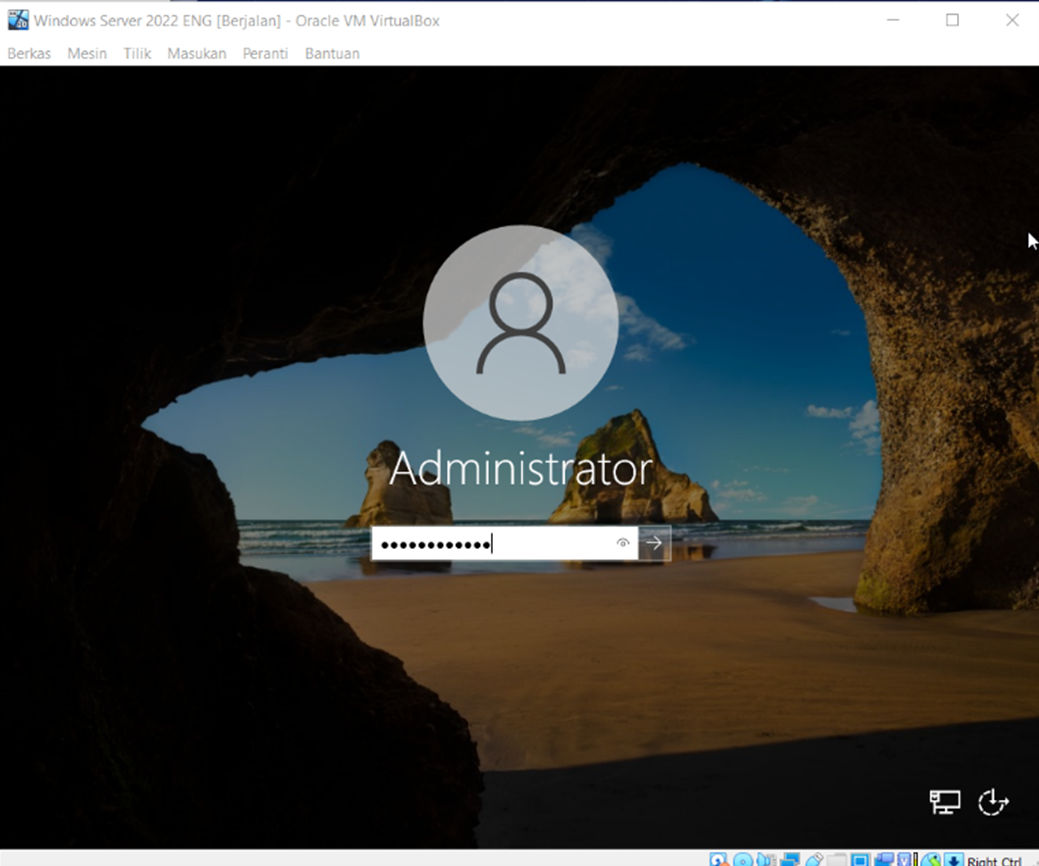 Windows Server 2022 ENG [Berjalan] - Oracle VM VirtualBox
Berkas Mesin Tilik Masukan Peranti Bantuan
Administrator
••••••••••••
Right Ctrl